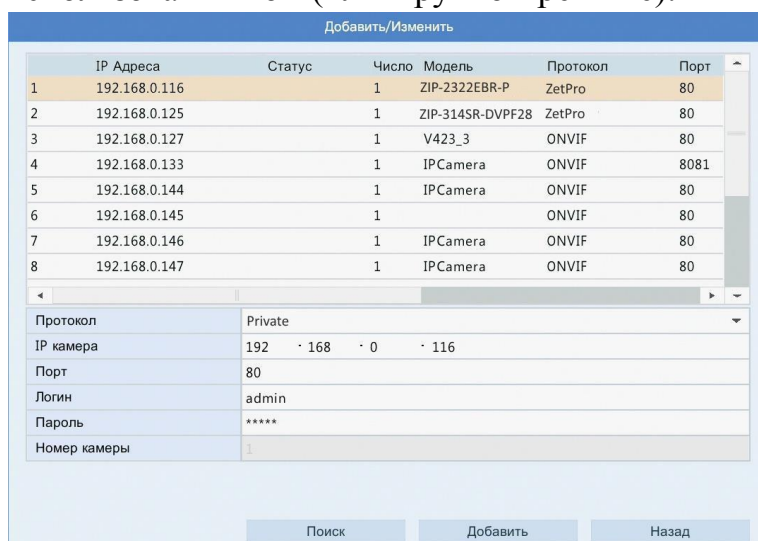 Добавить/Изменить
IP Адреса Статус Число Модель Протокол Порт
1 192.168.0.116 1 ZIP-2322EBR-P ZetPro 80
2 192.168.0.125 1 ZIP-314SR-DVPF28 ZetPro 80
3 192.168.0.127 1 V423_3 ONVIF 80
4 192.168.0.133 1 IPCamera ONVIF 8081
5 192.168.0.144 1 IPCamera ONVIF 80
6 192.168.0.145 1 ONVIF 80
7 192.168.0.146 1 IPCamera ONVIF 80
8 192.168.0.147 1 IPCamera ONVIF 80
Протокол Private
IP камера 192 . 168 . 0 . 116
Порт 80
Логин admin
Пароль *****
Номер камеры 1
Поиск Добавить Назад